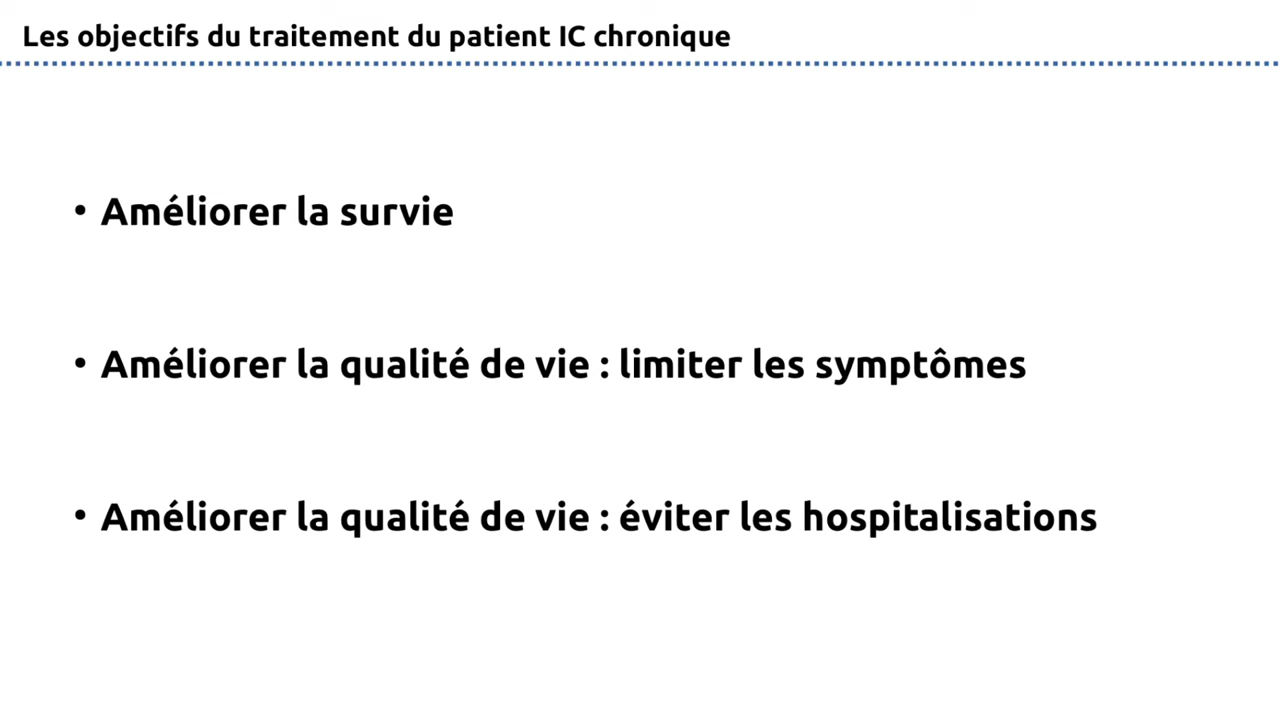 Les objectifs du traitement du patient IC chronique
• Améliorer la survie
• Améliorer la qualité de vie : limiter les symptômes
• Améliorer la qualité de vie : éviter les hospitalisations